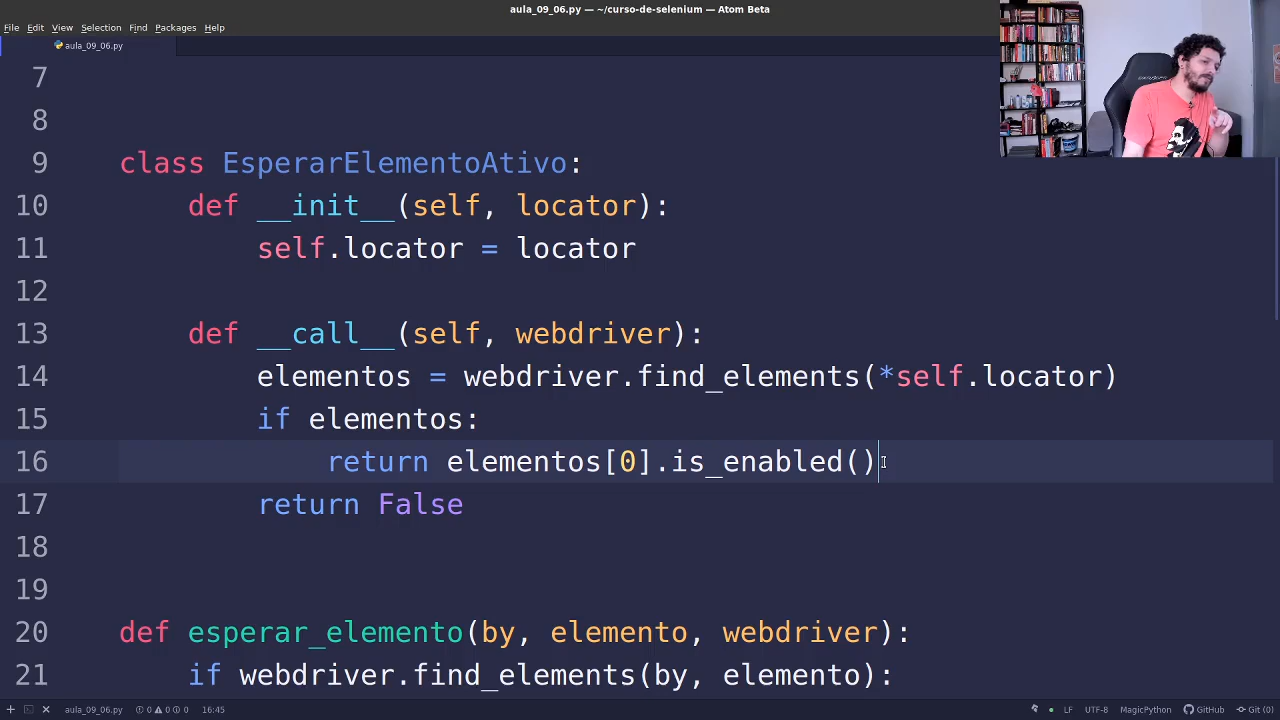 aula_09_06.py — ~/curso-de-selenium — Atom Beta
File Edit View Selection Find Packages Help
aula_09_06.py
7
8
9 class EsperarElementoAtivo:
10 def __init__(self, locator):
11 self.locator = locator
12
13 def __call__(self, webdriver):
14 elementos = webdriver.find_elements(*self.locator)
15 if elementos:
16 return elementos[0].is_enabled()
17 return False
18
19
20 def esperar_elemento(by, elemento, webdriver):
21 if webdriver.find_elements(by, elemento):
aula_09_06.py 0 0 0 16:45 LF UTF-8 MagicPython GitHub Git (0)